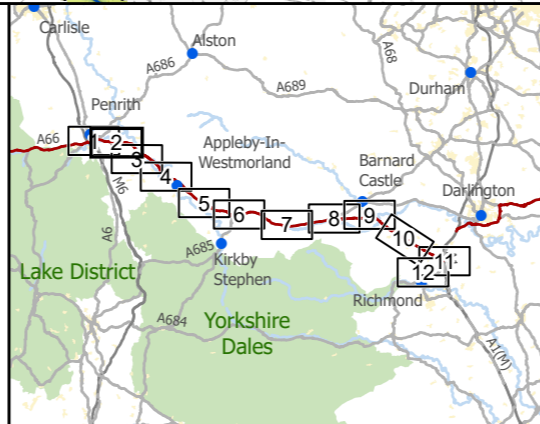 Carlisle
Alston
A68
A686
A689
Durham
Penrith
A66
1
2
3
4
Appleby-In-
Westmorland
Barnard
Castle
Darlington
M6
A6
5
6
7
8
9
10
11
12
A685
Kirkby
Stephen
Lake District
Richmond
A684
Yorkshire
Dales
A1(M)